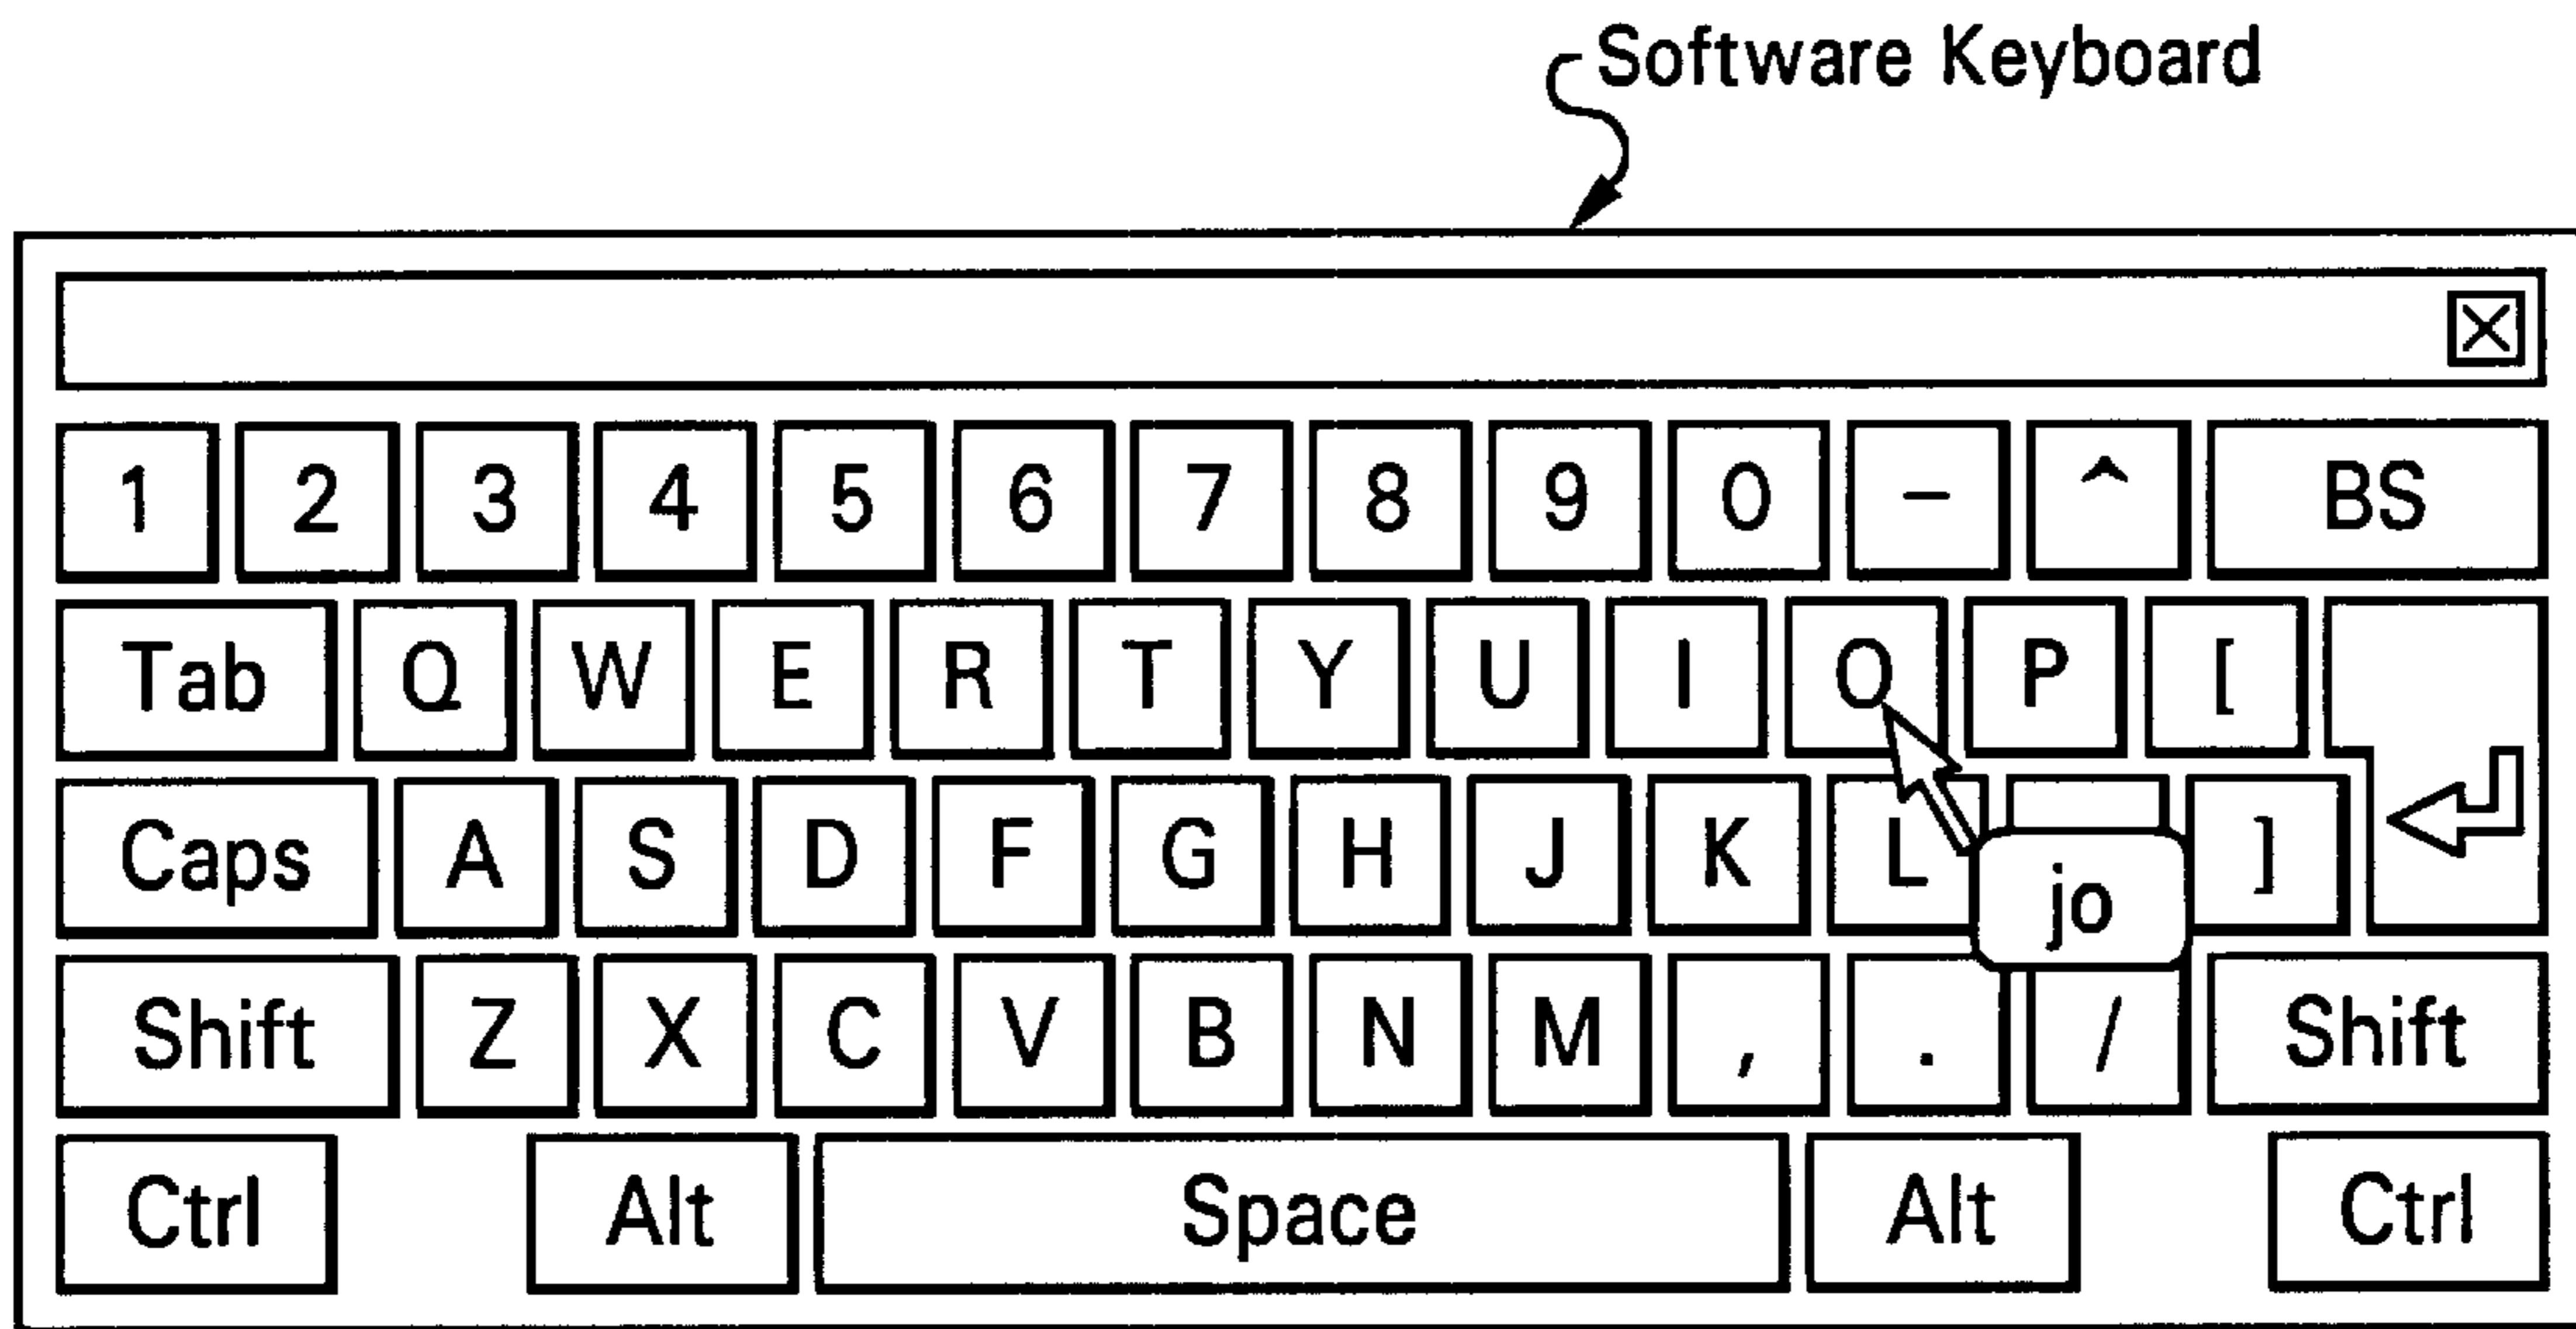 Software Keyboard
1 2 3 4 5 6 7 8 9 0 - ^ BS
Tab Q W E R T Y U I O P [
Caps A S D F G H J K L ]
jo
Shift Z X C V B N M , . / Shift
Ctrl Alt Space Alt Ctrl